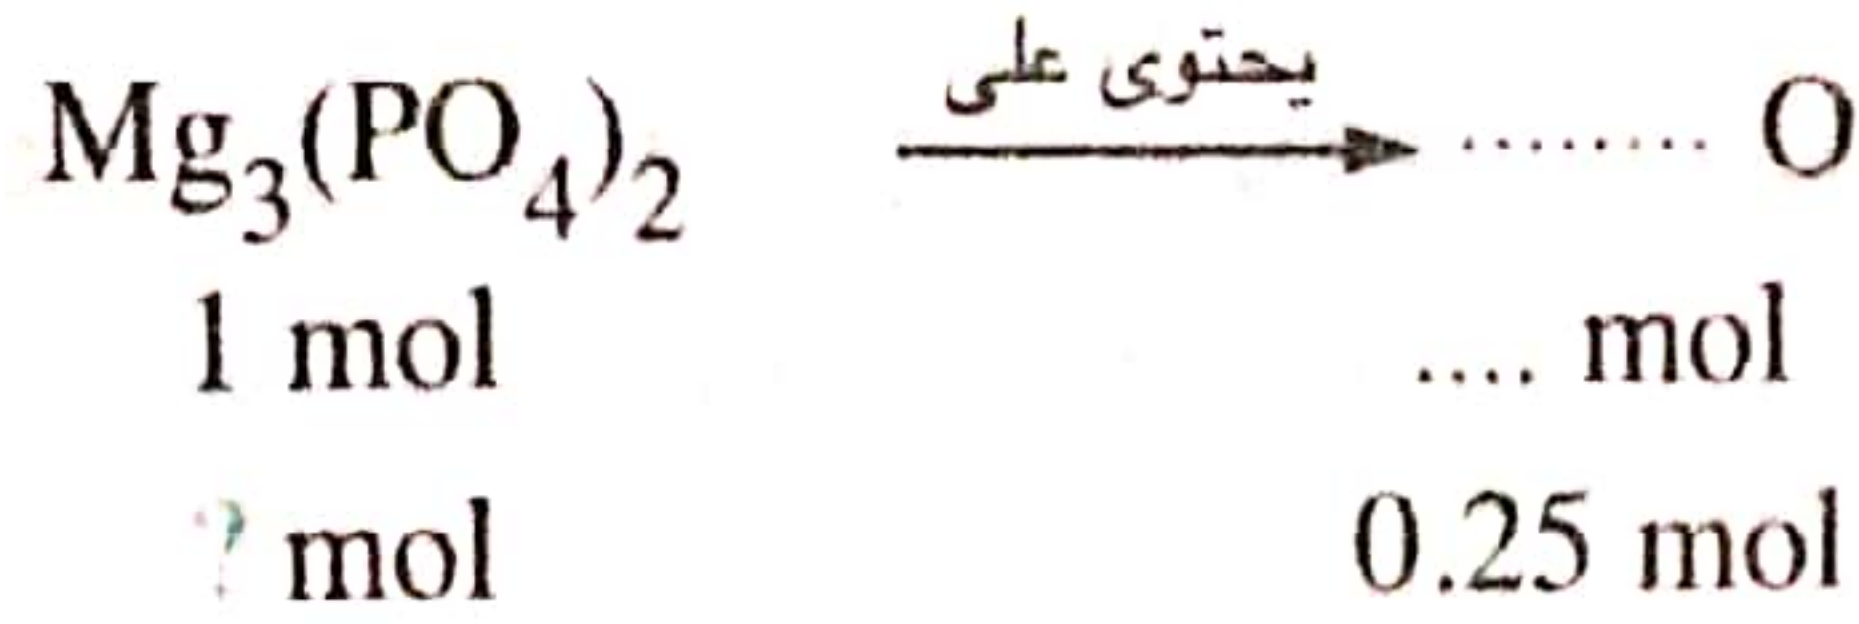 Mg₃(PO₄)₂ يحتوى على ........ O
1 mol .... mol
? mol 0.25 mol